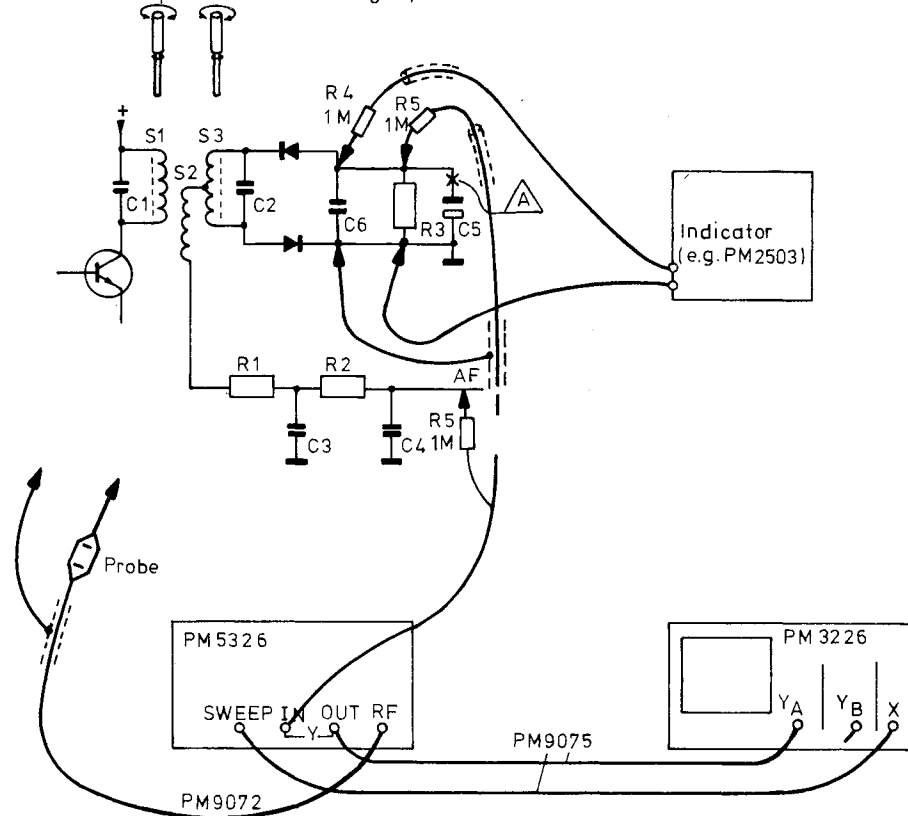 R4
1M
R5
1M
+
S1
S3
S2
C1
C2
C6
R3
C5
A
Indicator
(e.g. PM2503)
R1
R2
AF
C3
C4
R5
1M
Probe
PM5326
SWEEP IN OUT RF
Y
PM3226
YA
YB
X
PM9075
PM9072